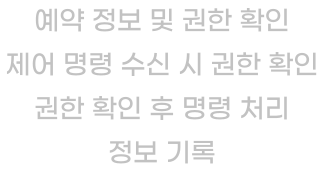 예약 정보 및 권한 확인
제어 명령 수신 시 권한 확인
권한 확인 후 명령 처리
정보 기록